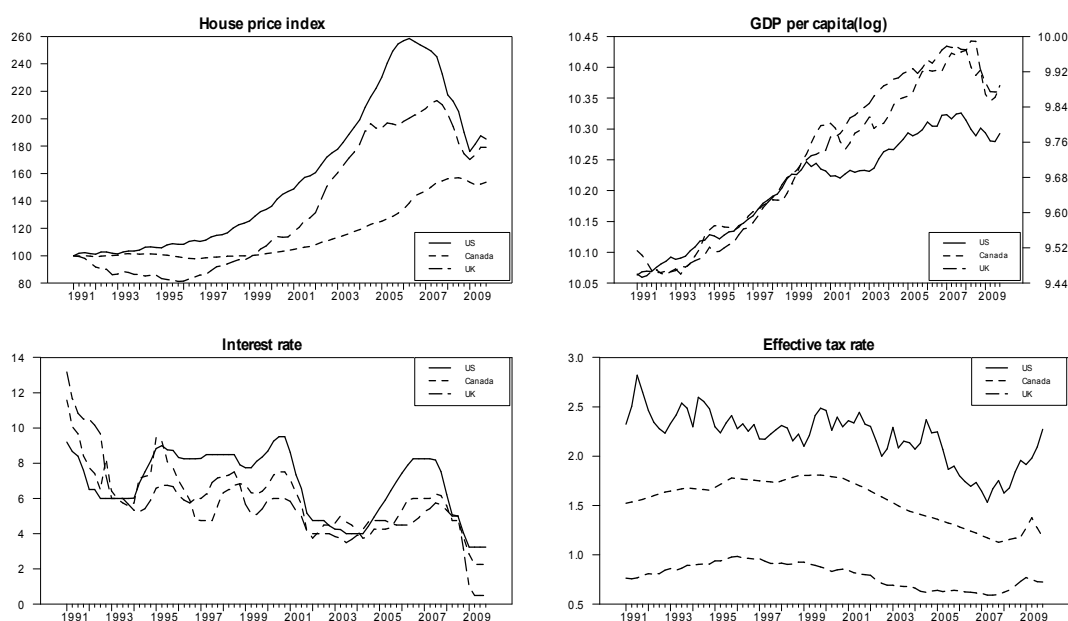 House price index
260
240
220
200
180
160
140
120
100
80
1991 1993 1995 1997 1999 2001 2003 2005 2007 2009
US
Canada
UK
GDP per capita(log)
10.45
10.40
10.35
10.30
10.25
10.20
10.15
10.10
10.05
10.00
9.92
9.84
9.76
9.68
9.60
9.52
9.44
1991 1993 1995 1997 1999 2001 2003 2005 2007 2009
US
Canada
UK
Interest rate
14
12
10
8
6
4
2
0
1991 1993 1995 1997 1999 2001 2003 2005 2007 2009
US
Canada
UK
Effective tax rate
3.0
2.5
2.0
1.5
1.0
0.5
1991 1993 1995 1997 1999 2001 2003 2005 2007 2009
US
Canada
UK